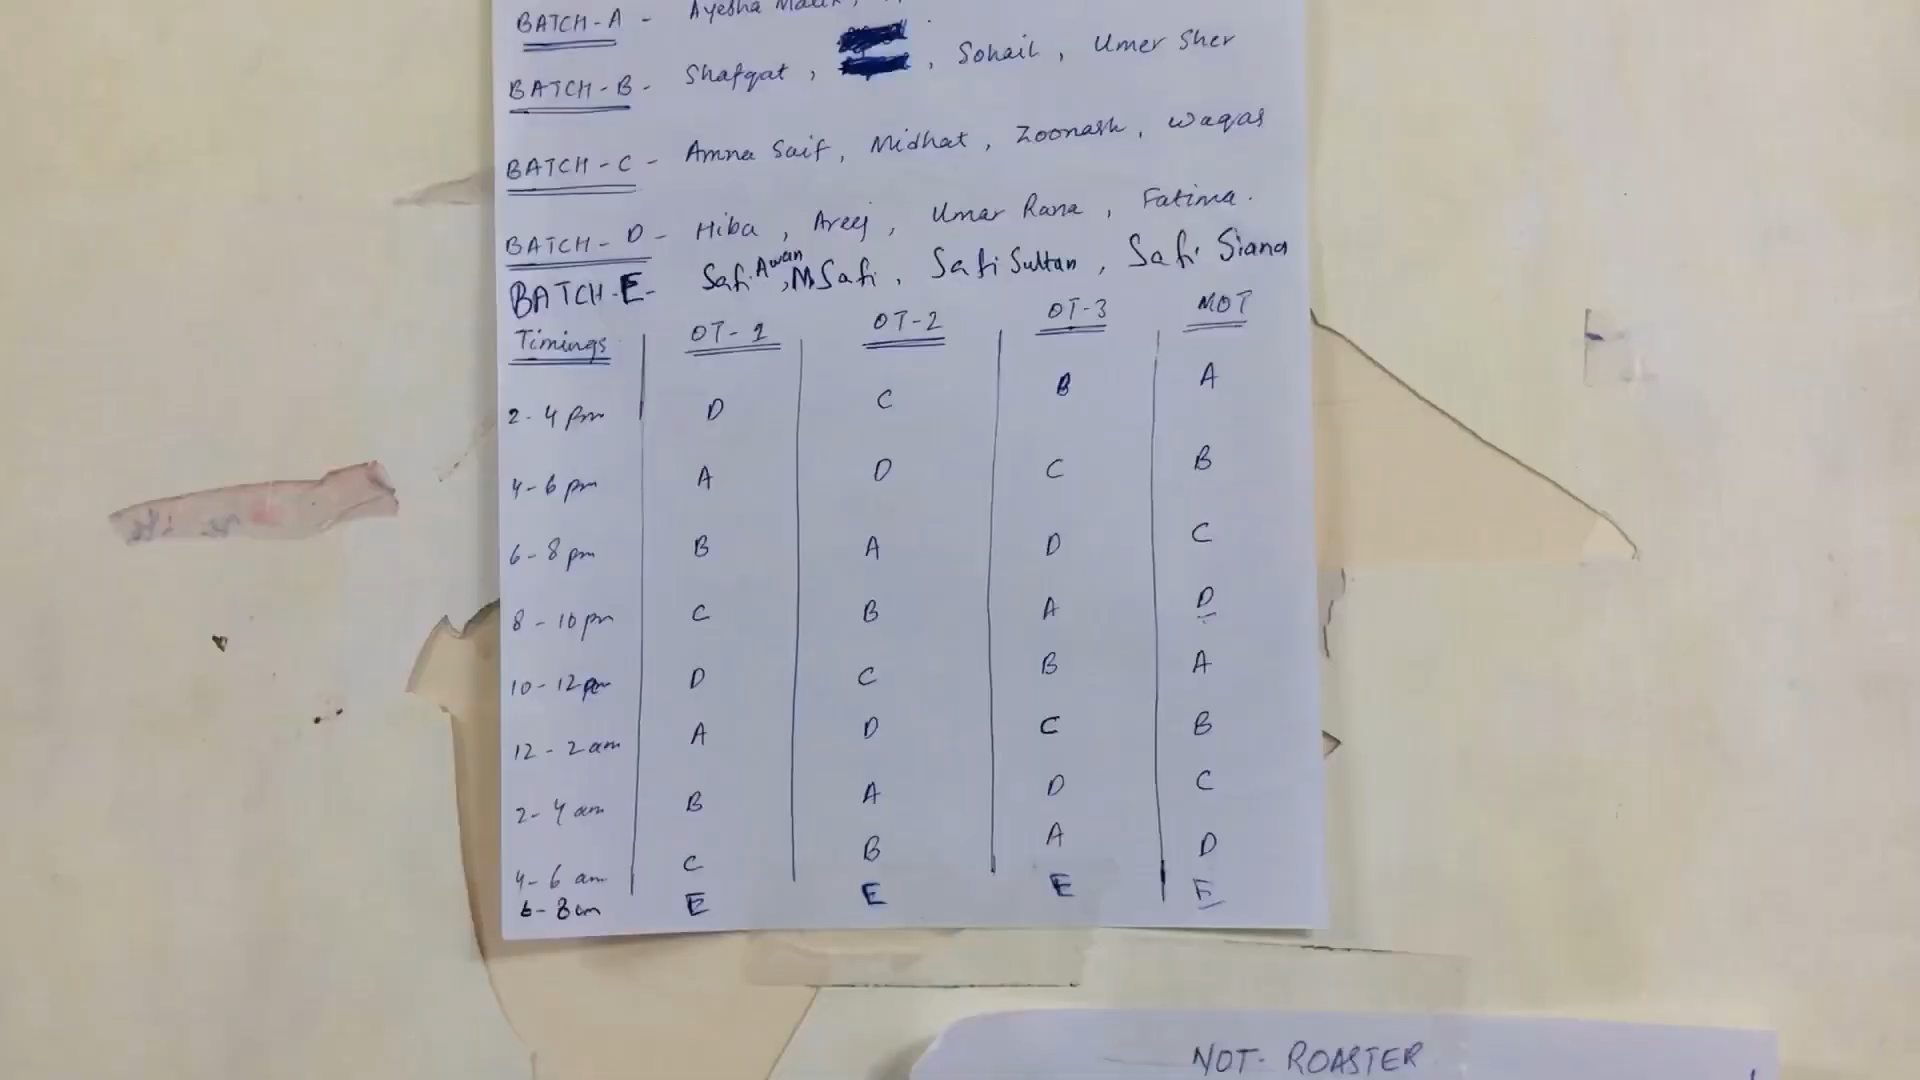 BATCH-A - Ayesha Malik,
BATCH-B - Shafqat, , Sohail, Umer Sher
BATCH-C - Amna Saif, Midhat, Zoonash, Waqas
BATCH-D - Hiba, Areej, Umar Rana, Fatima.
BATCH-E- Safi Awan, M Safi, Safi Sultan, Safi Siana
Timings OT-1 OT-2 OT-3 MOT
2-4 pm D C B A
4-6 pm A D C B
6-8 pm B A D C
8-10 pm C B A D
10-12 pm D C B A
12-2 am A D C B
2-4 am B A D C
4-6 am C B A D
6-8 am E E E E
NOT-ROASTER